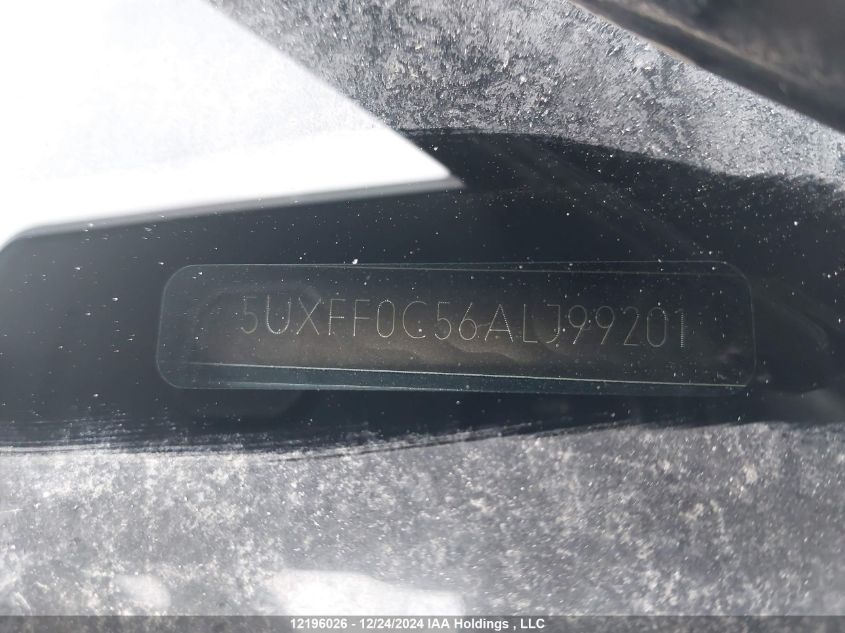 5UXFF0C56ALJ99201
12196026 - 12/24/2024 IAA Holdings , LLC